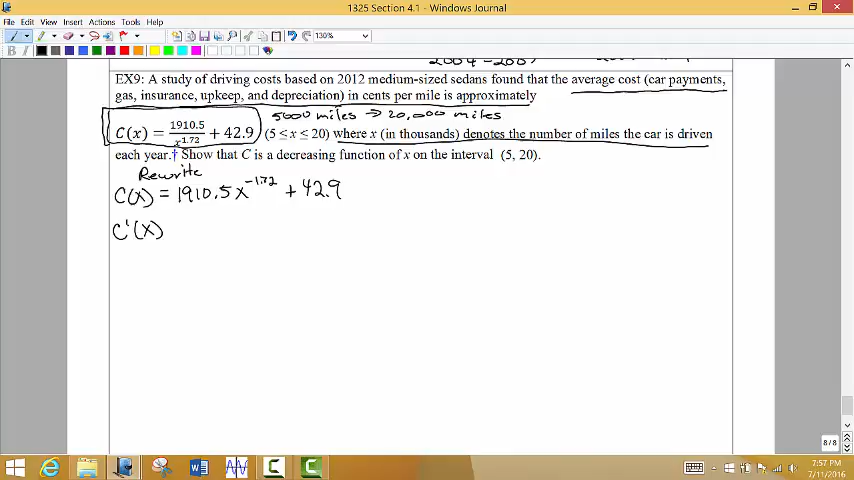 1325 Section 4.1 - Windows Journal
File Edit View Insert Actions Tools Help
130%
B I
2004-2007
EX9: A study of driving costs based on 2012 medium-sized sedans found that the average cost (car payments,
gas, insurance, upkeep, and depreciation) in cents per mile is approximately
5000 miles → 20,000 miles
C(x) = 1910.5/x^1.72 + 42.9 (5 ≤ x ≤ 20) where x (in thousands) denotes the number of miles the car is driven
each year.† Show that C is a decreasing function of x on the interval (5, 20).
Rewrite
C(x) = 1910.5x^-1.72 + 42.9
C'(x)
8/8
7:57 PM
7/11/2016